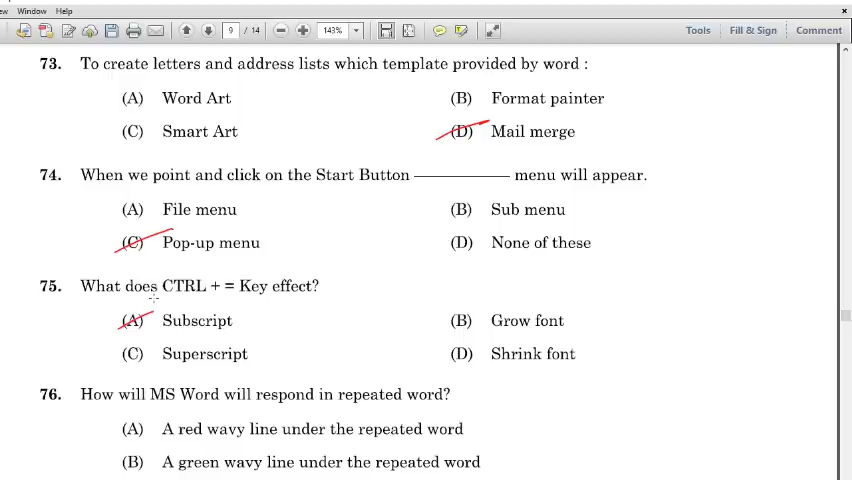 Window Help
9 / 14 143% Tools Fill & Sign Comment
73. To create letters and address lists which template provided by word :
(A) Word Art (B) Format painter
(C) Smart Art (D) Mail merge
74. When we point and click on the Start Button ———— menu will appear.
(A) File menu (B) Sub menu
(C) Pop-up menu (D) None of these
75. What does CTRL + = Key effect?
(A) Subscript (B) Grow font
(C) Superscript (D) Shrink font
76. How will MS Word will respond in repeated word?
(A) A red wavy line under the repeated word
(B) A green wavy line under the repeated word